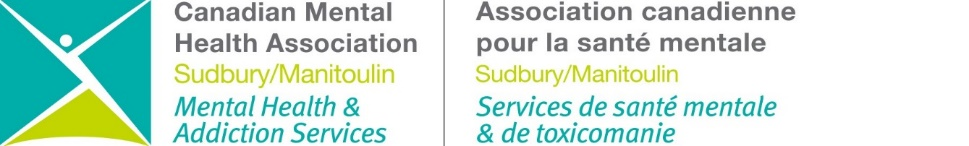 Canadian Mental
Health Association
Sudbury/Manitoulin
Mental Health &
Addiction Services
Association canadienne
pour la santé mentale
Sudbury/Manitoulin
Services de santé mentale
& de toxicomanie